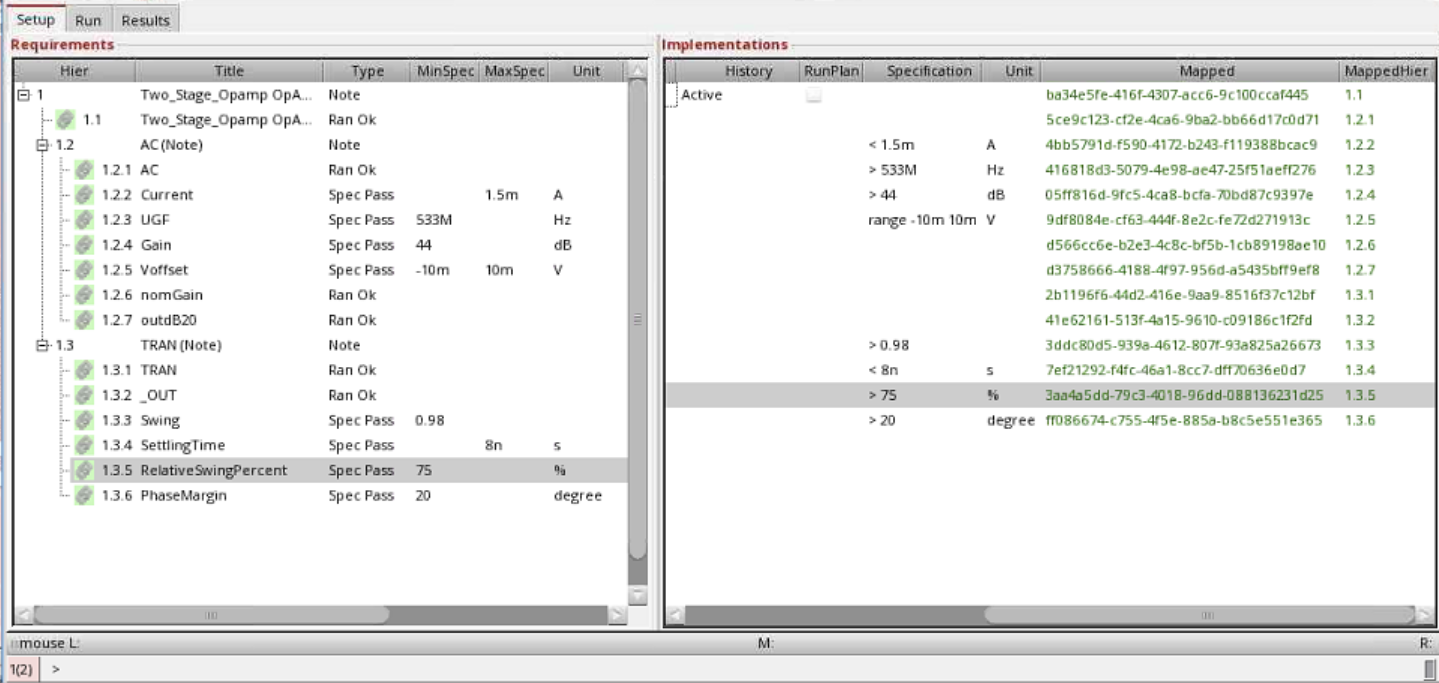 Setup Run Results
Requirements
Hier Title Type MinSpec MaxSpec Unit
1 Two_Stage_Opamp OpA... Note
1.1 Two_Stage_Opamp OpA... Ran Ok
1.2 AC (Note) Note
1.2.1 AC Ran Ok
1.2.2 Current Spec Pass 1.5m A
1.2.3 UGF Spec Pass 533M Hz
1.2.4 Gain Spec Pass 44 dB
1.2.5 Voffset Spec Pass -10m 10m V
1.2.6 nomGain Ran Ok
1.2.7 outdB20 Ran Ok
1.3 TRAN (Note) Note
1.3.1 TRAN Ran Ok
1.3.2 _OUT Ran Ok
1.3.3 Swing Spec Pass 0.98
1.3.4 SettlingTime Spec Pass 8n s
1.3.5 RelativeSwingPercent Spec Pass 75 %
1.3.6 PhaseMargin Spec Pass 20 degree
Implementations
History RunPlan Specification Unit Mapped MappedHier
Active ba34e5fe-416f-4307-acc6-9c100ccaf445 1.1
5ce9c123-cf2e-4ca6-9ba2-bb66d17c0d71 1.2.1
< 1.5m A 4bb5791d-f590-4172-b243-f119388bcac9 1.2.2
> 533M Hz 416818d3-5079-4e98-ae47-25f51aeff276 1.2.3
> 44 dB 05ff816d-9fc5-4ca8-bcfa-70bd87c9397e 1.2.4
range -10m 10m V 9df8084e-cf63-444f-8e2c-fe72d271913c 1.2.5
d566cc6e-b2e3-4c8c-bf5b-1cb89198ae10 1.2.6
d3758666-4188-4f97-956d-a5435bff9ef8 1.2.7
2b1196f6-44d2-416e-9aa9-8516f37c12bf 1.3.1
41e62161-513f-4a15-9610-c09186c1f2fd 1.3.2
> 0.98 3ddc80d5-939a-4612-807f-93a825a26673 1.3.3
< 8n s 7ef21292-f4fc-46a1-8cc7-dff70636e0d7 1.3.4
> 75 % 3aa4a5dd-79c3-4018-96dd-088136231d25 1.3.5
> 20 degree ff086674-c755-4f5e-885a-b8c5e551e365 1.3.6
mouse L: M: R:
1(2) >